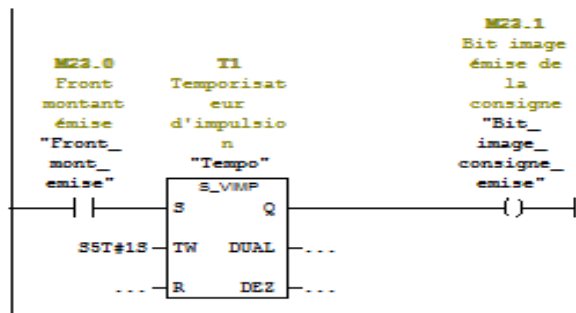 M23.1
Bit image
émise de
la
consigne
"Bit_
image_
consigne_
emise"
M23.0
Front
montant
émise
"Front_
mont_
emise"
T1
Temporisat
eur
d'impulsio
n
"Tempo"
S_VIMP
S Q
S5T#1S TW DUAL ...
... R DEZ ...